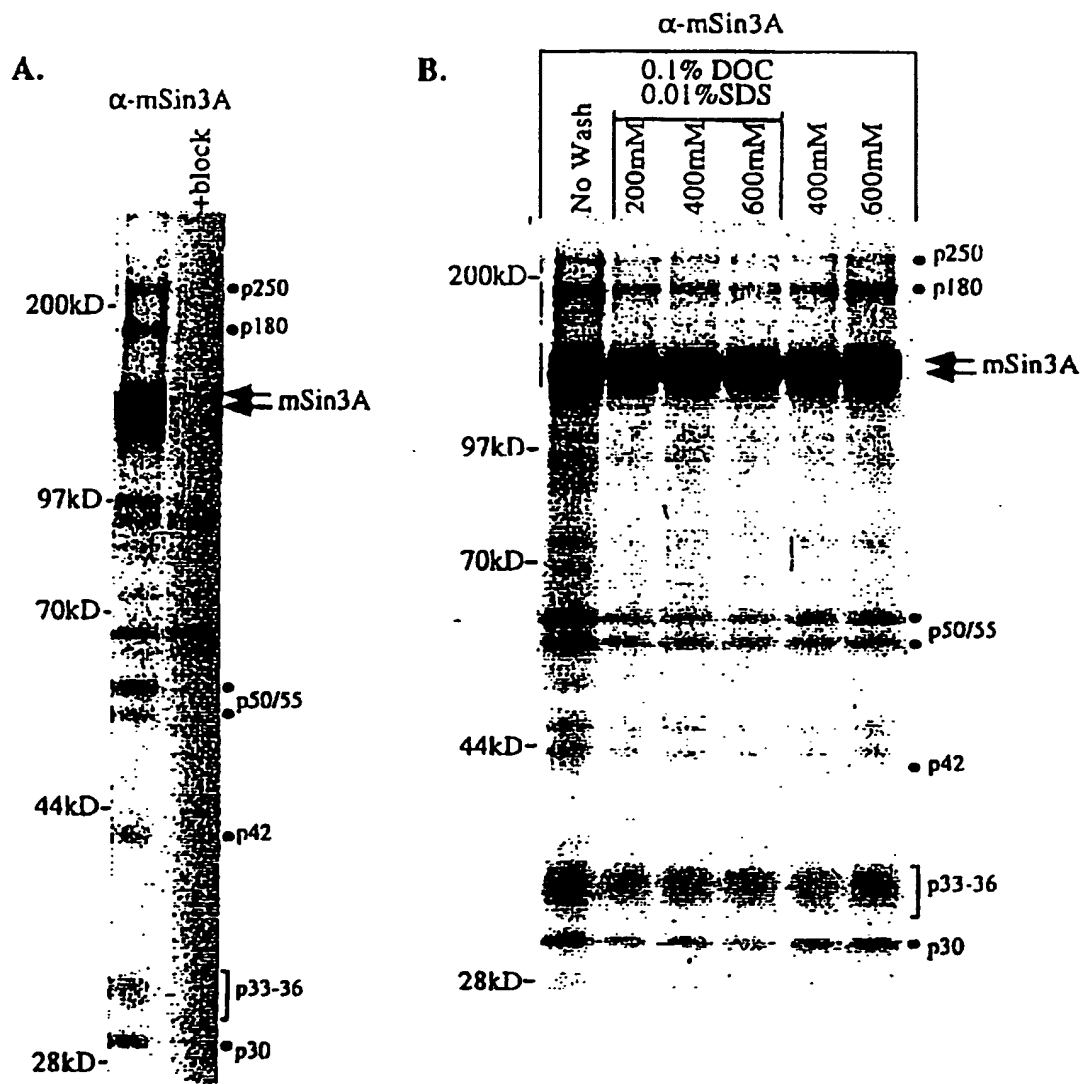 A.
α-mSin3A
+block
200kD-
97kD-
70kD-
44kD-
28kD-
p250
p180
mSin3A
p50/55
p42
p33-36
p30
B.
α-mSin3A
0.1% DOC
0.01%SDS
No Wash
200mM
400mM
600mM
400mM
600mM
200kD-
97kD-
70kD-
44kD-
28kD-
p250
p180
mSin3A
p50/55
p42
p33-36
p30